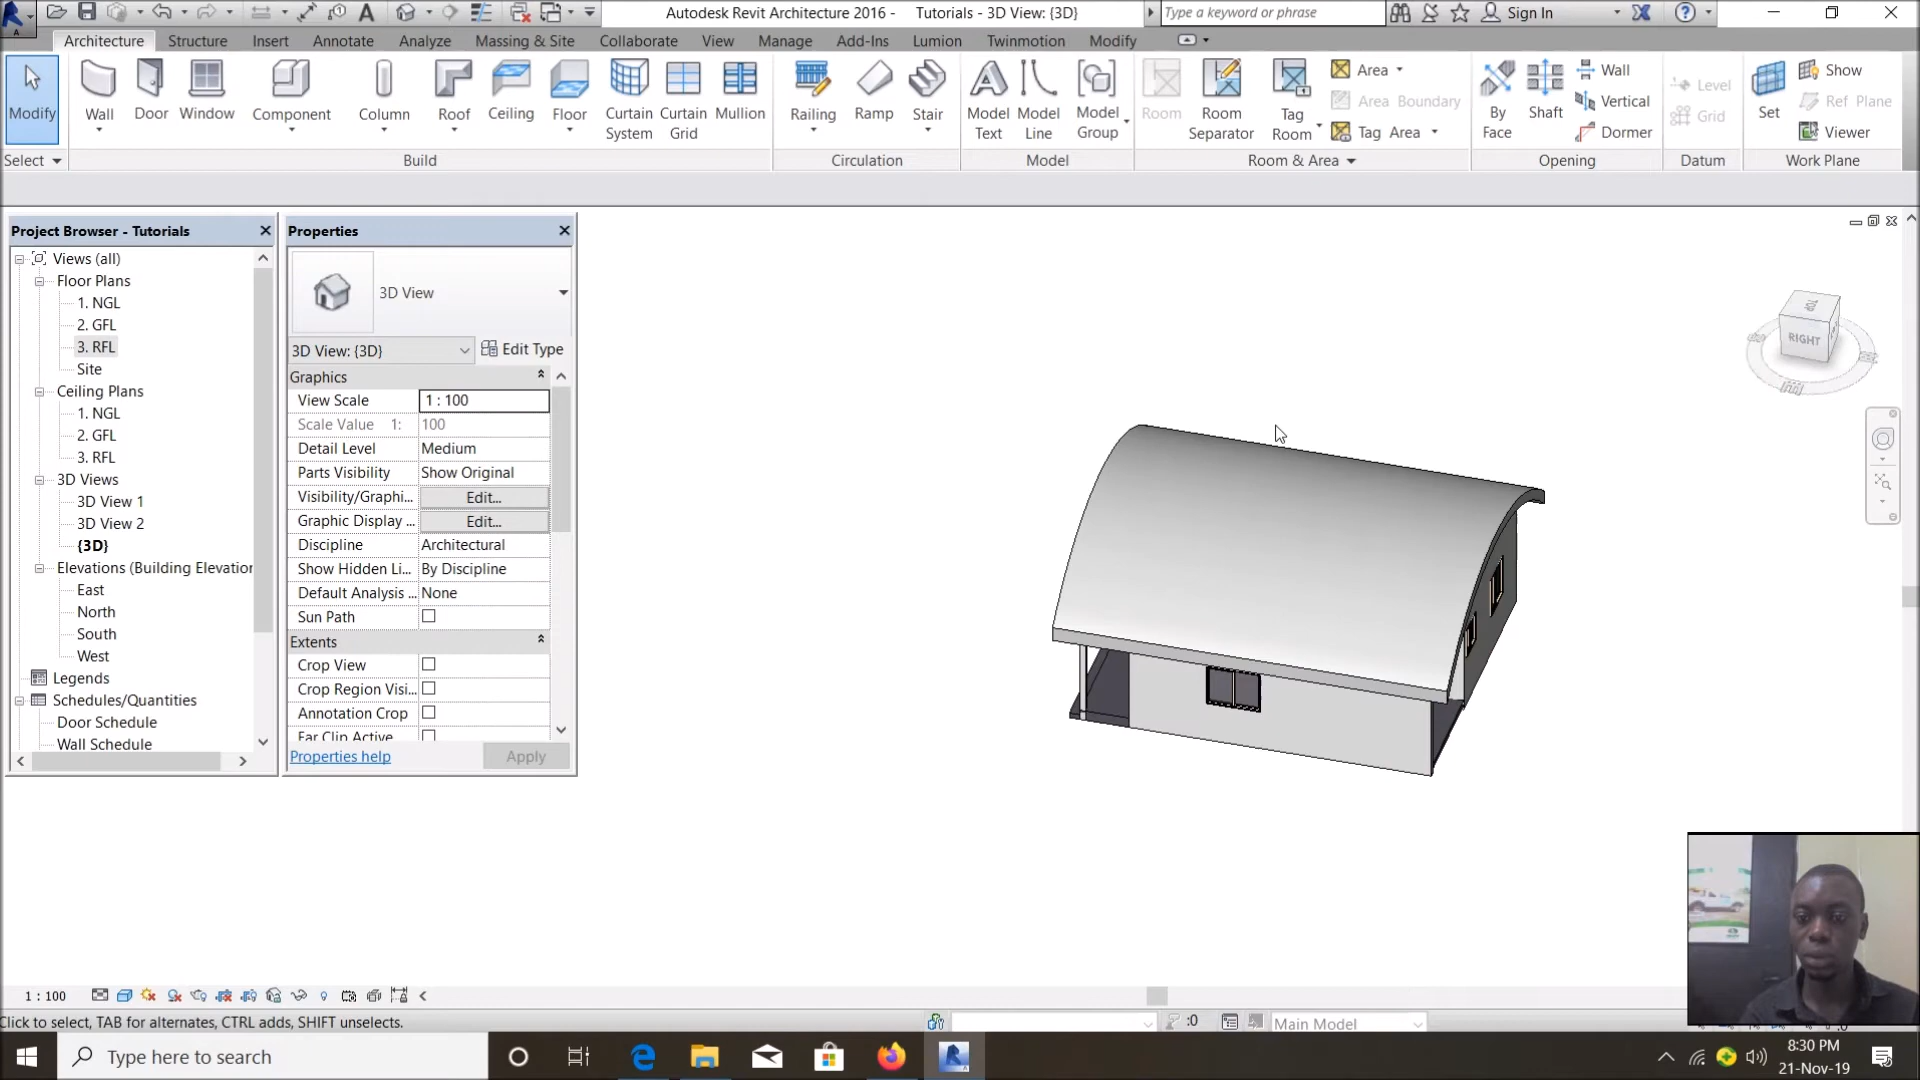 Autodesk Revit Architecture 2016 - Tutorials - 3D View: {3D}
Type a keyword or phrase
Sign In
Architecture Structure Insert Annotate Analyze Massing & Site Collaborate View Manage Add-Ins Lumion Twinmotion Modify
Modify
Wall
Door
Window
Component
Column
Roof
Ceiling
Floor
Curtain System
Curtain Grid
Mullion
Railing
Ramp
Stair
Model Text
Model Line
Model Group
Room
Room Separator
Tag Room
Area
Area Boundary
Tag Area
By Face
Shaft
Wall
Vertical
Dormer
Level
Grid
Set
Show
Ref Plane
Viewer
Select
Build
Circulation
Model
Room & Area
Opening
Datum
Work Plane
Project Browser - Tutorials
Views (all)
Floor Plans
1. NGL
2. GFL
3. RFL
Site
Ceiling Plans
1. NGL
2. GFL
3. RFL
3D Views
3D View 1
3D View 2
{3D}
Elevations (Building Elevation
East
North
South
West
Legends
Schedules/Quantities
Door Schedule
Wall Schedule
Properties
3D View
3D View: {3D}
Edit Type
Graphics
View Scale 1 : 100
Scale Value 1: 100
Detail Level Medium
Parts Visibility Show Original
Visibility/Graphi... Edit...
Graphic Display ... Edit...
Discipline Architectural
Show Hidden Li... By Discipline
Default Analysis ... None
Sun Path
Extents
Crop View
Crop Region Visi...
Annotation Crop
Far Clip Active
Properties help
Apply
TOP
RIGHT
1 : 100
Click to select, TAB for alternates, CTRL adds, SHIFT unselects.
:0
Main Model
Type here to search
8:30 PM
21-Nov-19